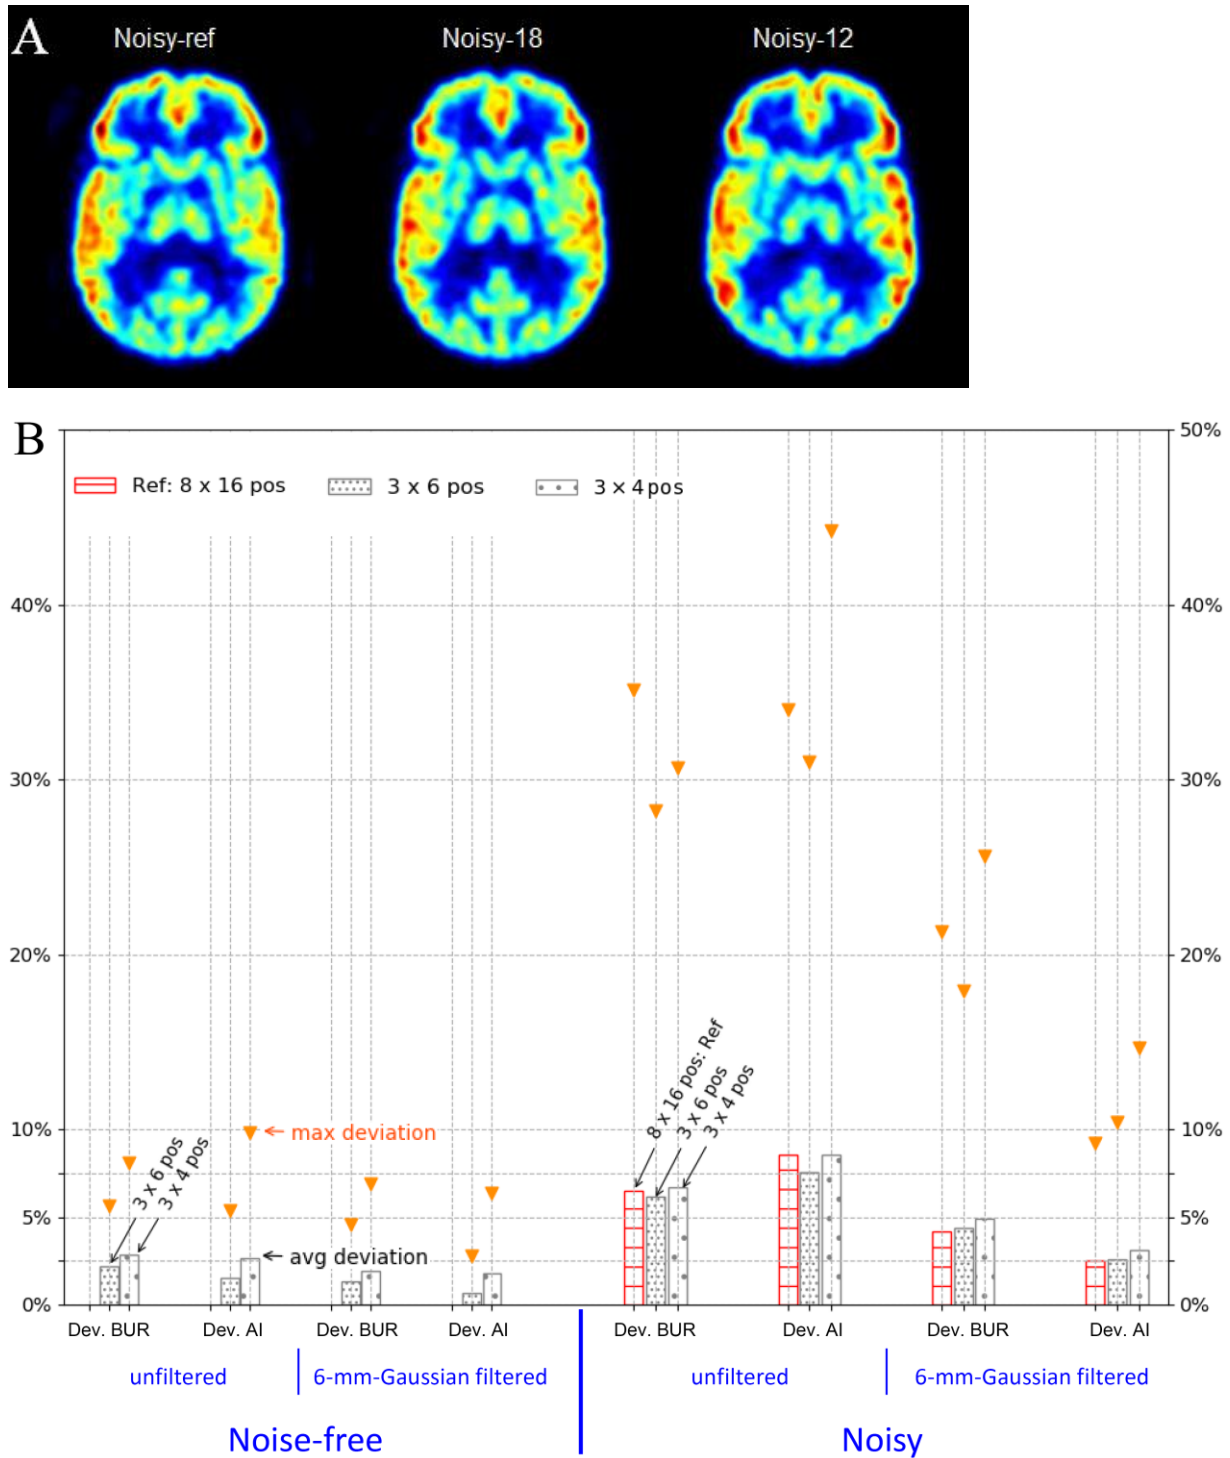 A
Noisy-ref Noisy-18 Noisy-12
B
50%
Ref: 8 x 16 pos 3 x 6 pos 3 × 4 pos
40% 40%
30% 30%
20% 20%
8 x 16 pos: Ref
3 x 6 pos
3 x 4 pos
10% 10%
max deviation
3 x 6 pos
3 x 4 pos
5% 5%
avg deviation
0% 0%
Dev. BUR Dev. AI Dev. BUR Dev. AI Dev. BUR Dev. AI Dev. BUR Dev. AI
unfiltered 6-mm-Gaussian filtered unfiltered 6-mm-Gaussian filtered
Noise-free Noisy